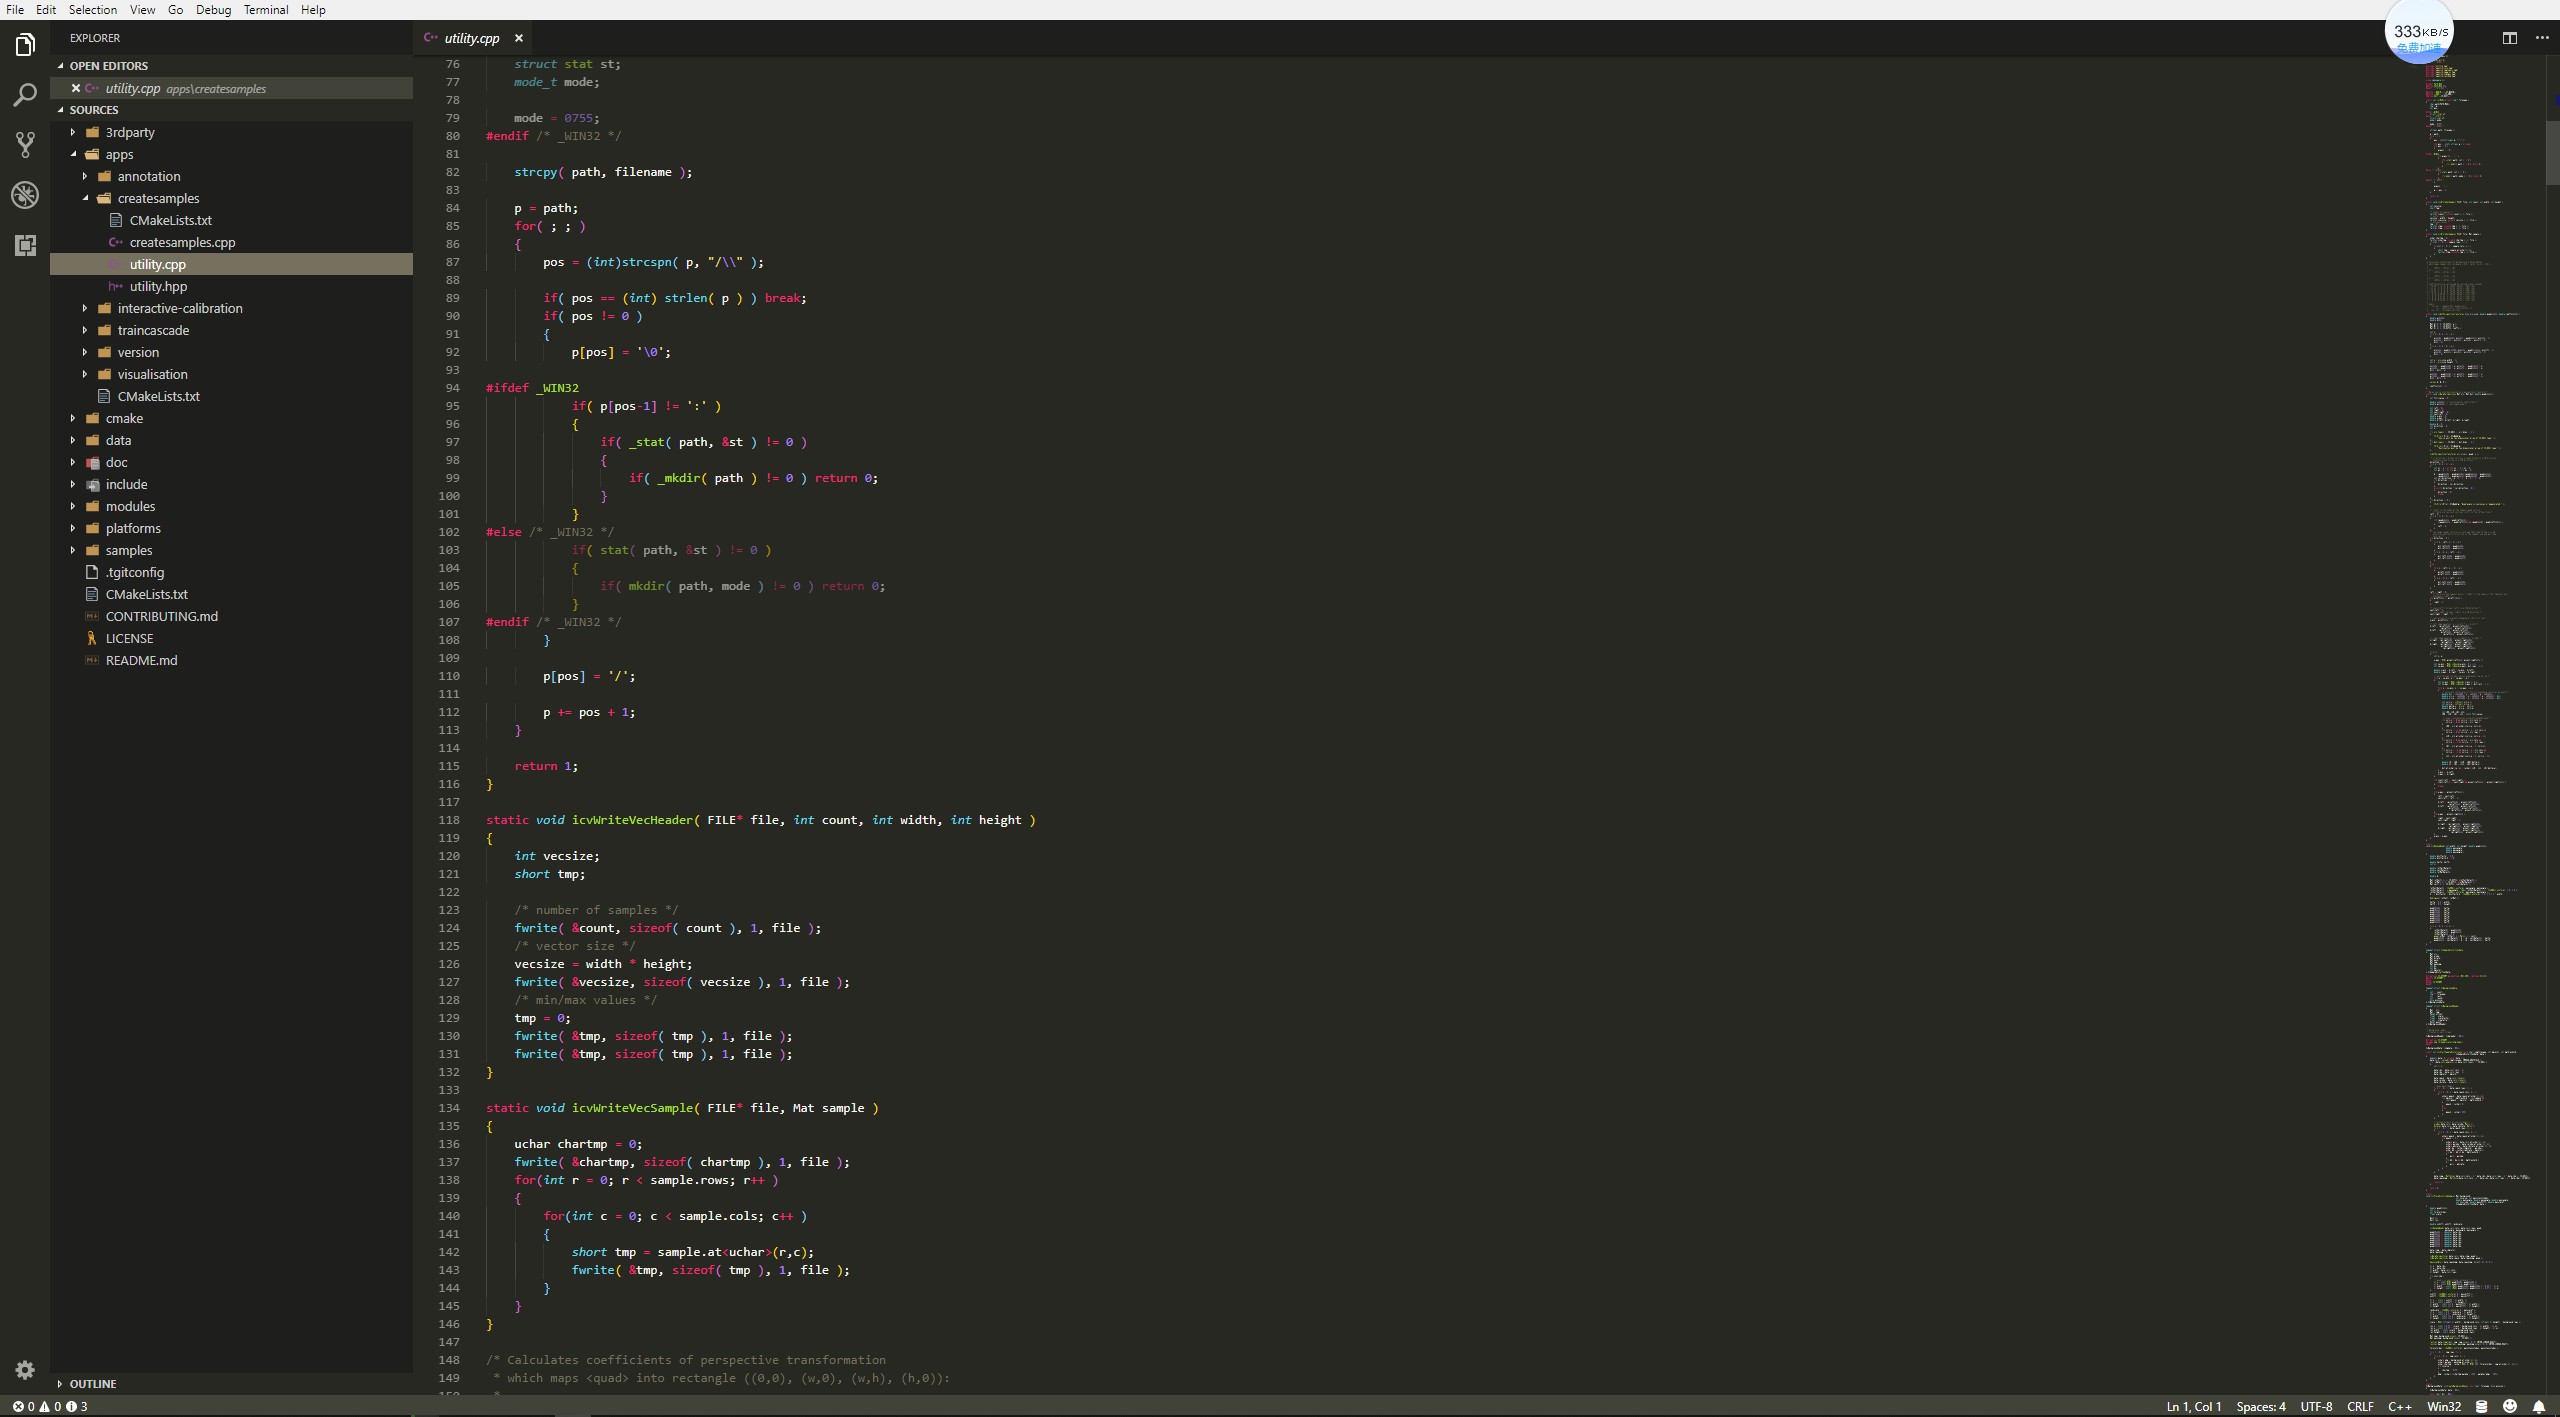 File Edit Selection View Go Debug Terminal Help
333KB/S
免费加速
EXPLORER
OPEN EDITORS
utility.cpp apps\createsamples
SOURCES
3rdparty
apps
annotation
createsamples
CMakeLists.txt
createsamples.cpp
utility.cpp
utility.hpp
interactive-calibration
traincascade
version
visualisation
CMakeLists.txt
cmake
data
doc
include
modules
platforms
samples
.tgitconfig
CMakeLists.txt
CONTRIBUTING.md
LICENSE
README.md
OUTLINE
utility.cpp
76 struct stat st;
77 mode_t mode;
78
79 mode = 0755;
80 #endif /* _WIN32 */
81
82 strcpy( path, filename );
83
84 p = path;
85 for( ; ; )
86 {
87 pos = (int)strcspn( p, "/\\" );
88
89 if( pos == (int) strlen( p ) ) break;
90 if( pos != 0 )
91 {
92 p[pos] = '\0';
93
94 #ifdef _WIN32
95 if( p[pos-1] != ':' )
96 {
97 if( _stat( path, &st ) != 0 )
98 {
99 if( _mkdir( path ) != 0 ) return 0;
100 }
101 }
102 #else /* _WIN32 */
103 if( stat( path, &st ) != 0 )
104 {
105 if( mkdir( path, mode ) != 0 ) return 0;
106 }
107 #endif /* _WIN32 */
108 }
109
110 p[pos] = '/';
111
112 p += pos + 1;
113 }
114
115 return 1;
116 }
117
118 static void icvWriteVecHeader( FILE* file, int count, int width, int height )
119 {
120 int vecsize;
121 short tmp;
122
123 /* number of samples */
124 fwrite( &count, sizeof( count ), 1, file );
125 /* vector size */
126 vecsize = width * height;
127 fwrite( &vecsize, sizeof( vecsize ), 1, file );
128 /* min/max values */
129 tmp = 0;
130 fwrite( &tmp, sizeof( tmp ), 1, file );
131 fwrite( &tmp, sizeof( tmp ), 1, file );
132 }
133
134 static void icvWriteVecSample( FILE* file, Mat sample )
135 {
136 uchar chartmp = 0;
137 fwrite( &chartmp, sizeof( chartmp ), 1, file );
138 for(int r = 0; r < sample.rows; r++ )
139 {
140 for(int c = 0; c < sample.cols; c++ )
141 {
142 short tmp = sample.at<uchar>(r,c);
143 fwrite( &tmp, sizeof( tmp ), 1, file );
144 }
145 }
146 }
147
148 /* Calculates coefficients of perspective transformation
149 * which maps <quad> into rectangle ((0,0), (w,0), (w,h), (h,0)):
0 0 3
Ln 1, Col 1 Spaces: 4 UTF-8 CRLF C++ Win32